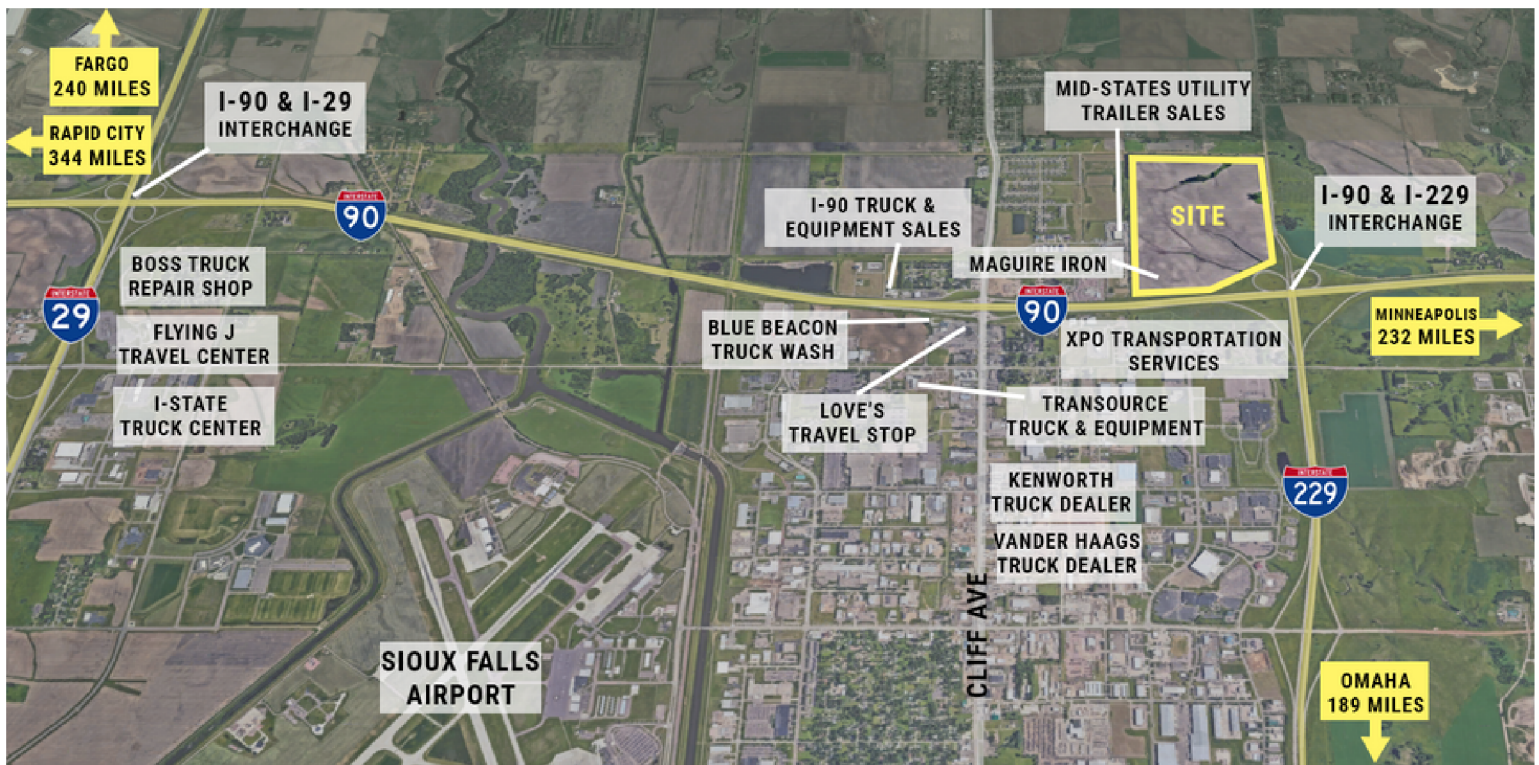 FARGO
240 MILES
RAPID CITY
344 MILES
I-90 & I-29
INTERCHANGE
INTERSTATE
90
BOSS TRUCK
REPAIR SHOP
INTERSTATE
29
FLYING J
TRAVEL CENTER
I-STATE
TRUCK CENTER
SIOUX FALLS
AIRPORT
MID-STATES UTILITY
TRAILER SALES
I-90 TRUCK &
EQUIPMENT SALES
SITE
I-90 & I-229
INTERCHANGE
MAGUIRE IRON
INTERSTATE
90
BLUE BEACON
TRUCK WASH
XPO TRANSPORTATION
SERVICES
MINNEAPOLIS
232 MILES
LOVE'S
TRAVEL STOP
TRANSOURCE
TRUCK & EQUIPMENT
KENWORTH
TRUCK DEALER
INTERSTATE
229
VANDER HAAGS
TRUCK DEALER
CLIFF AVE
OMAHA
189 MILES